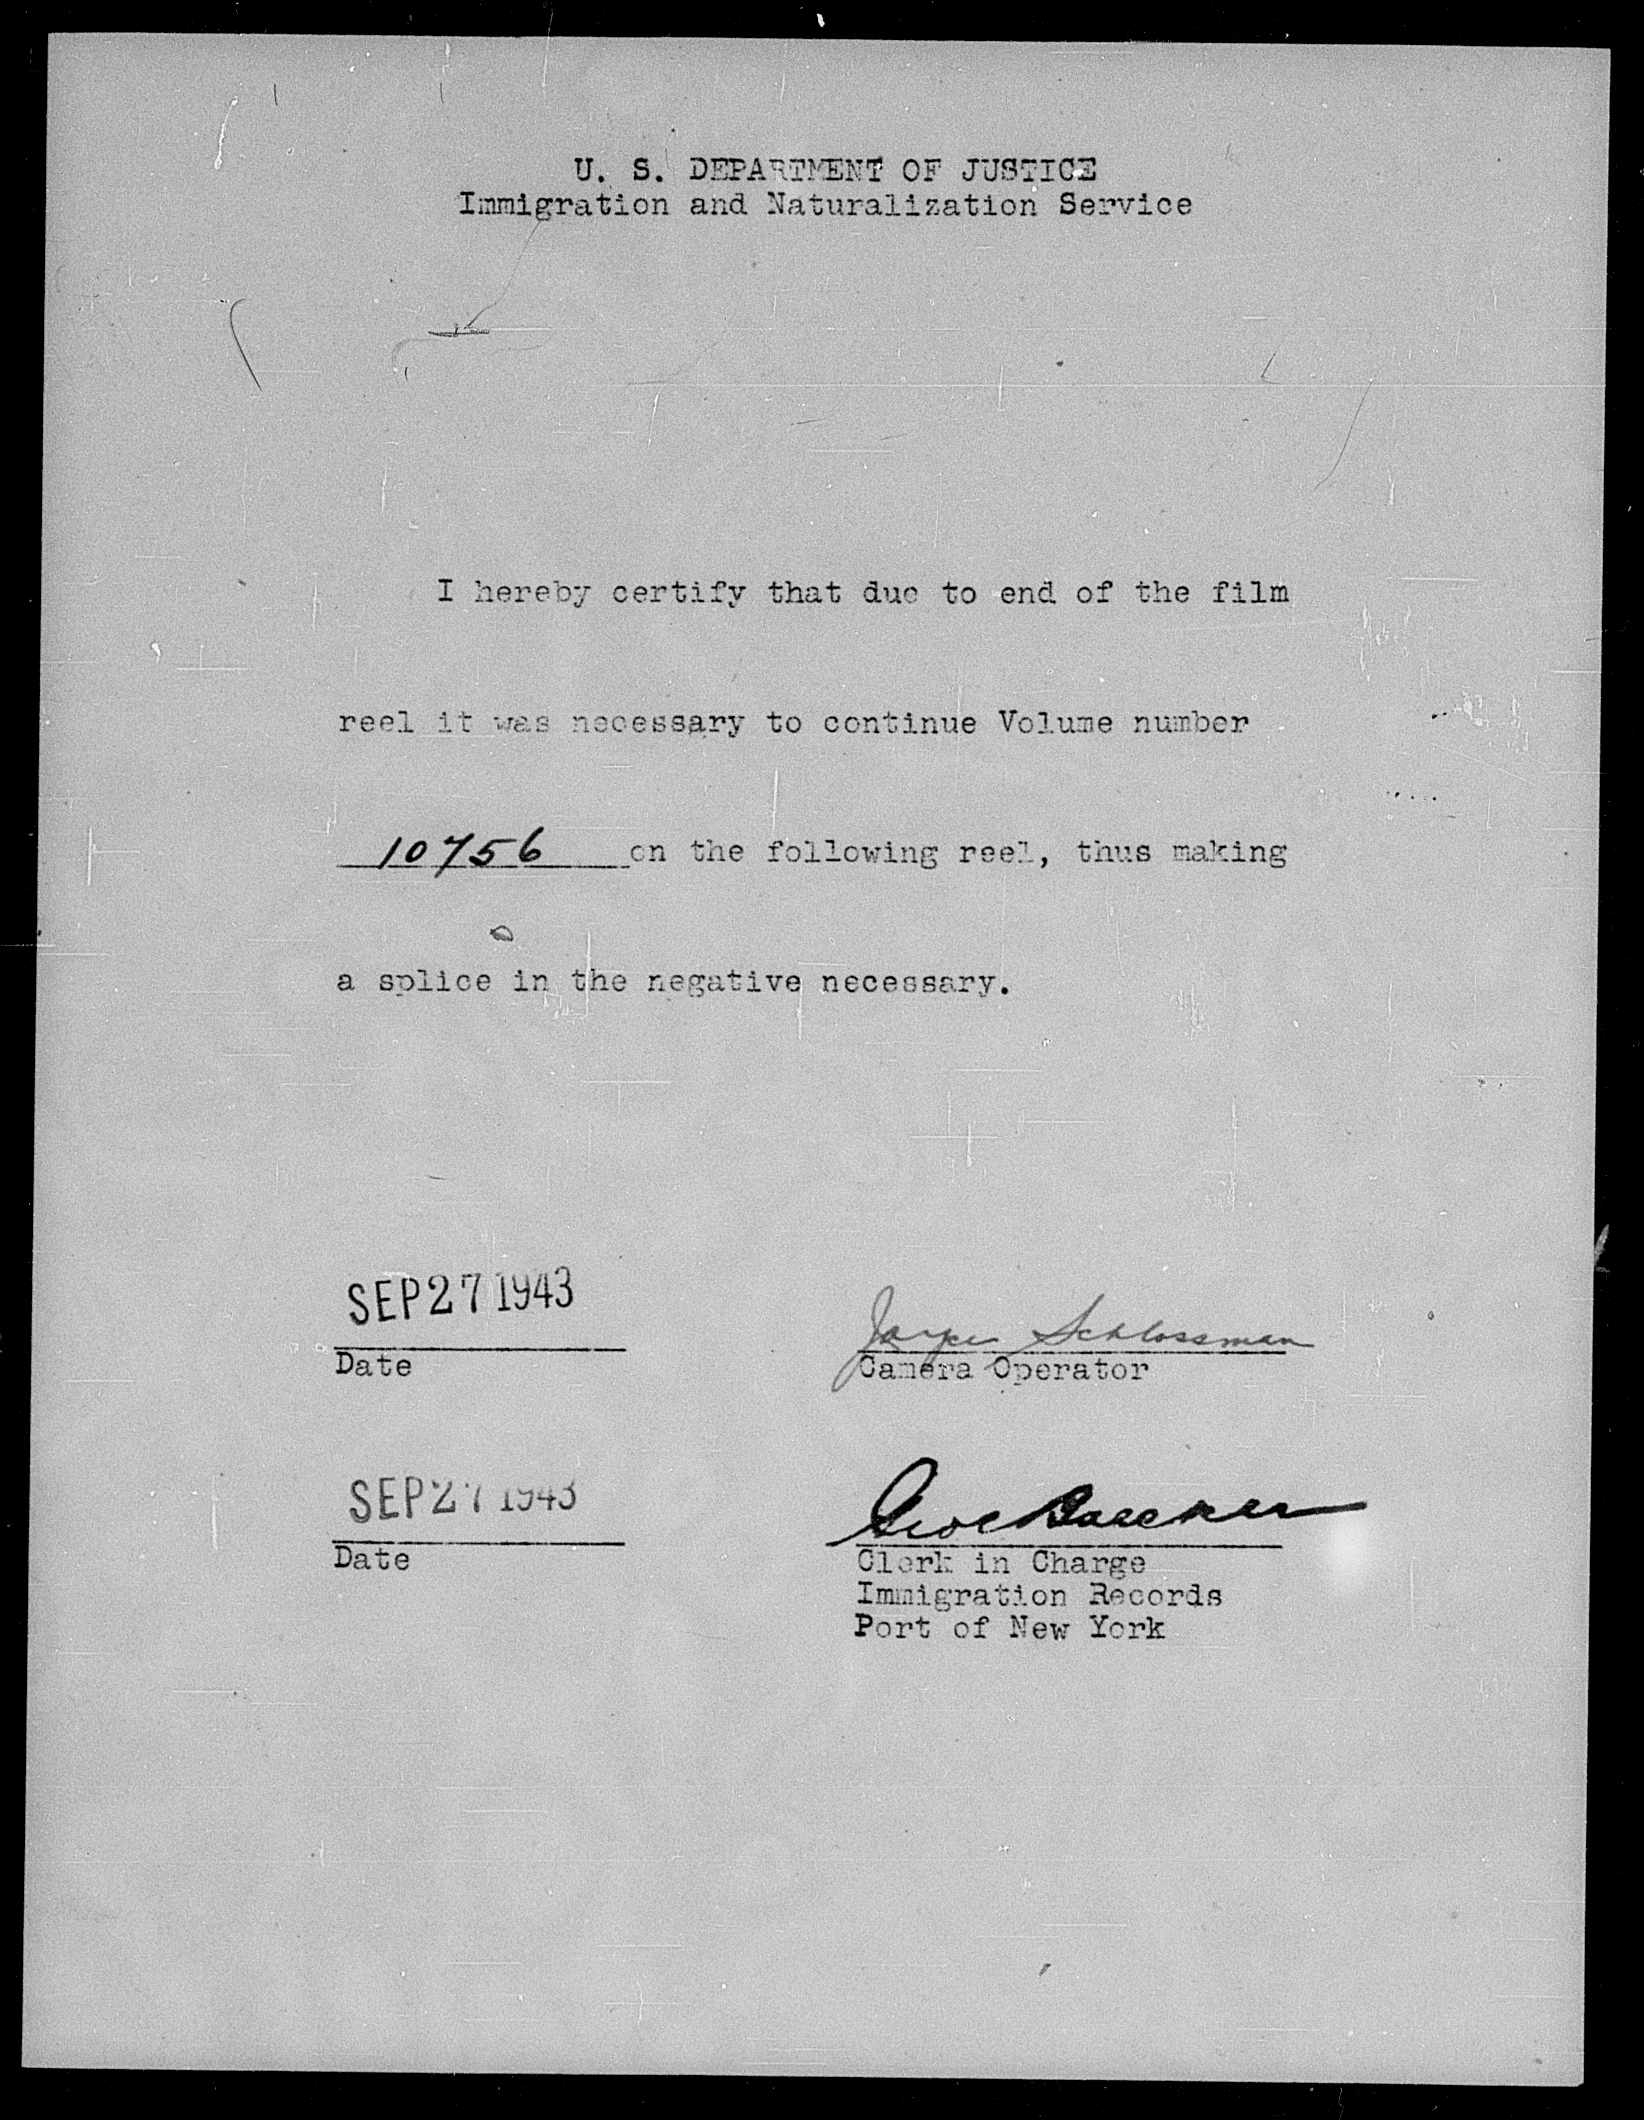 U. S. DEPARTMENT OF JUSTICE
Immigration and Naturalization Service
I hereby certify that due to end of the film
reel it was necessary to continue Volume number
10756 on the following reel, thus making
a splice in the negative necessary.
SEP 27 1943
Date
Schlossman
Camera Operator
SEP 27 1943
Date
Clerk in Charge
Immigration Records
Port of New York